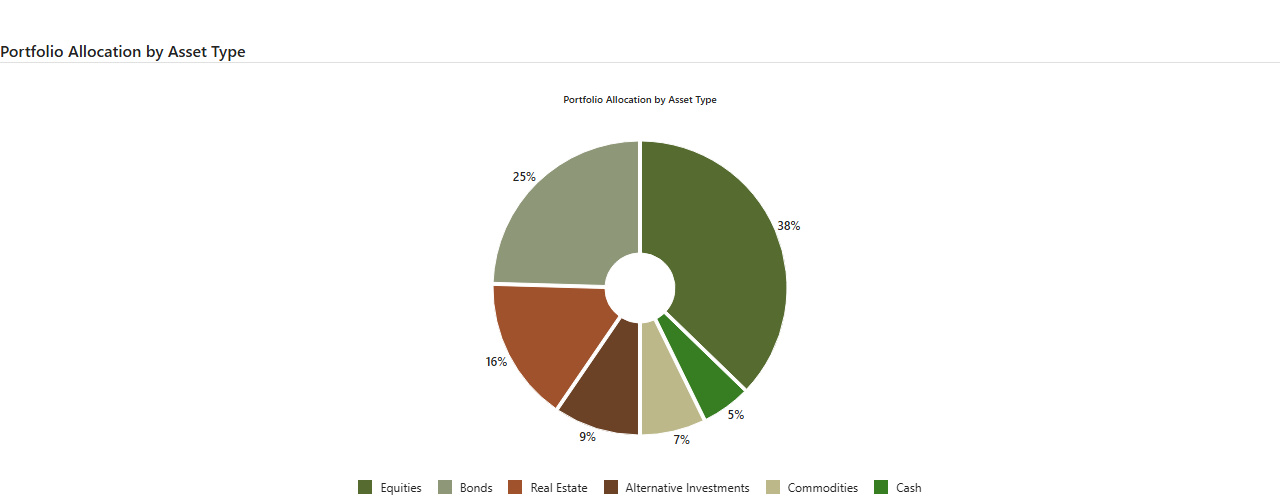 Portfolio Allocation by Asset Type
Portfolio Allocation by Asset Type
25%
38%
16%
5%
9%
7%
Equities Bonds Real Estate Alternative Investments Commodities Cash